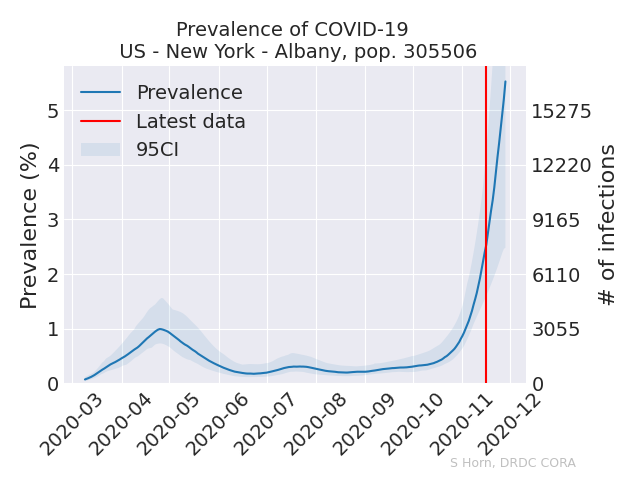 Prevalence of COVID-19
US - New York - Albany, pop. 305506
Prevalence
Latest data
95CI
Prevalence (%)
5
4
3
2
1
0
15275
12220
9165
6110
3055
0
# of infections
2020-03
2020-04
2020-05
2020-06
2020-07
2020-08
2020-09
2020-10
2020-11
2020-12
S Horn, DRDC CORA